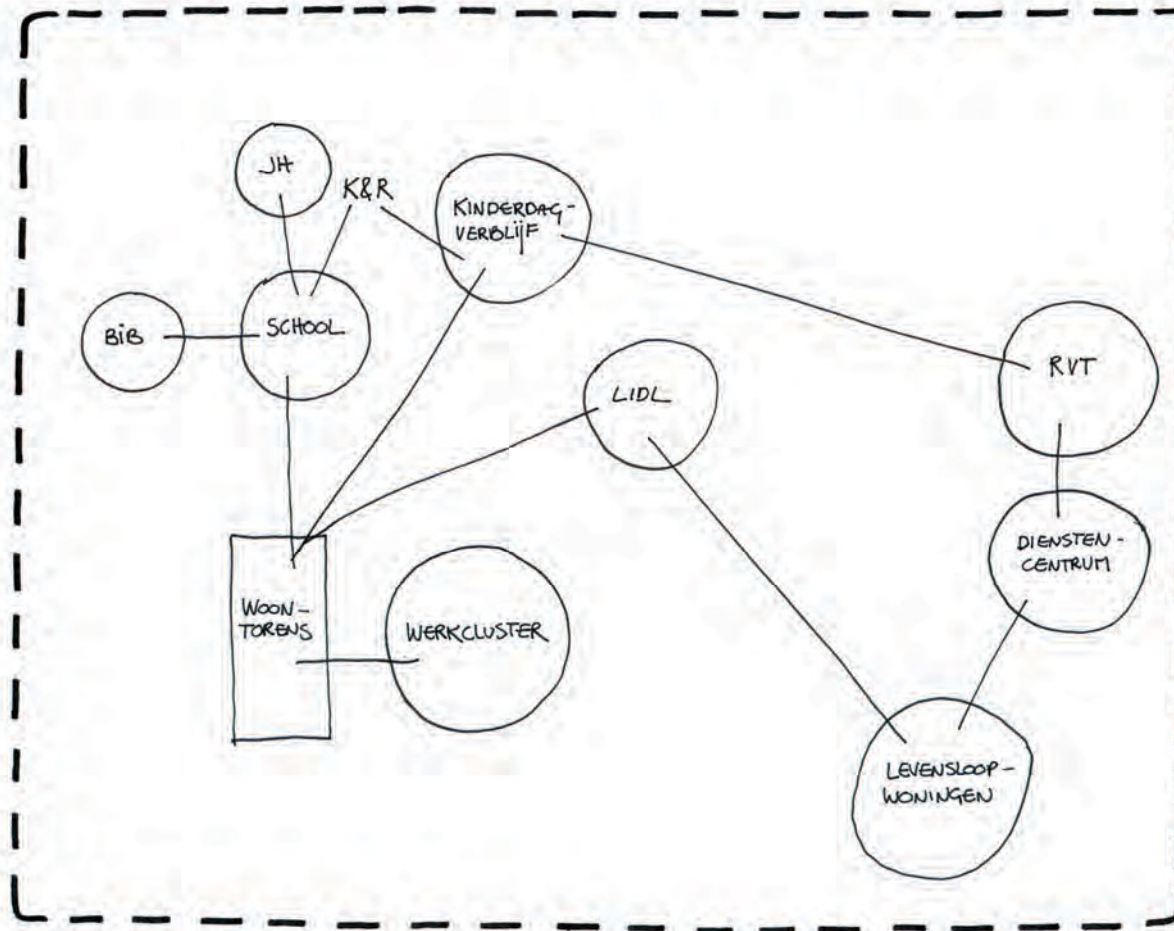 JH
K&R
KINDERDAG-
VERBLIJF
BIB
SCHOOL
LIDL
RVT
DIENSTEN-
CENTRUM
WOON-
TORENS
WERKCLUSTER
LEVENSLOOP-
WONINGEN